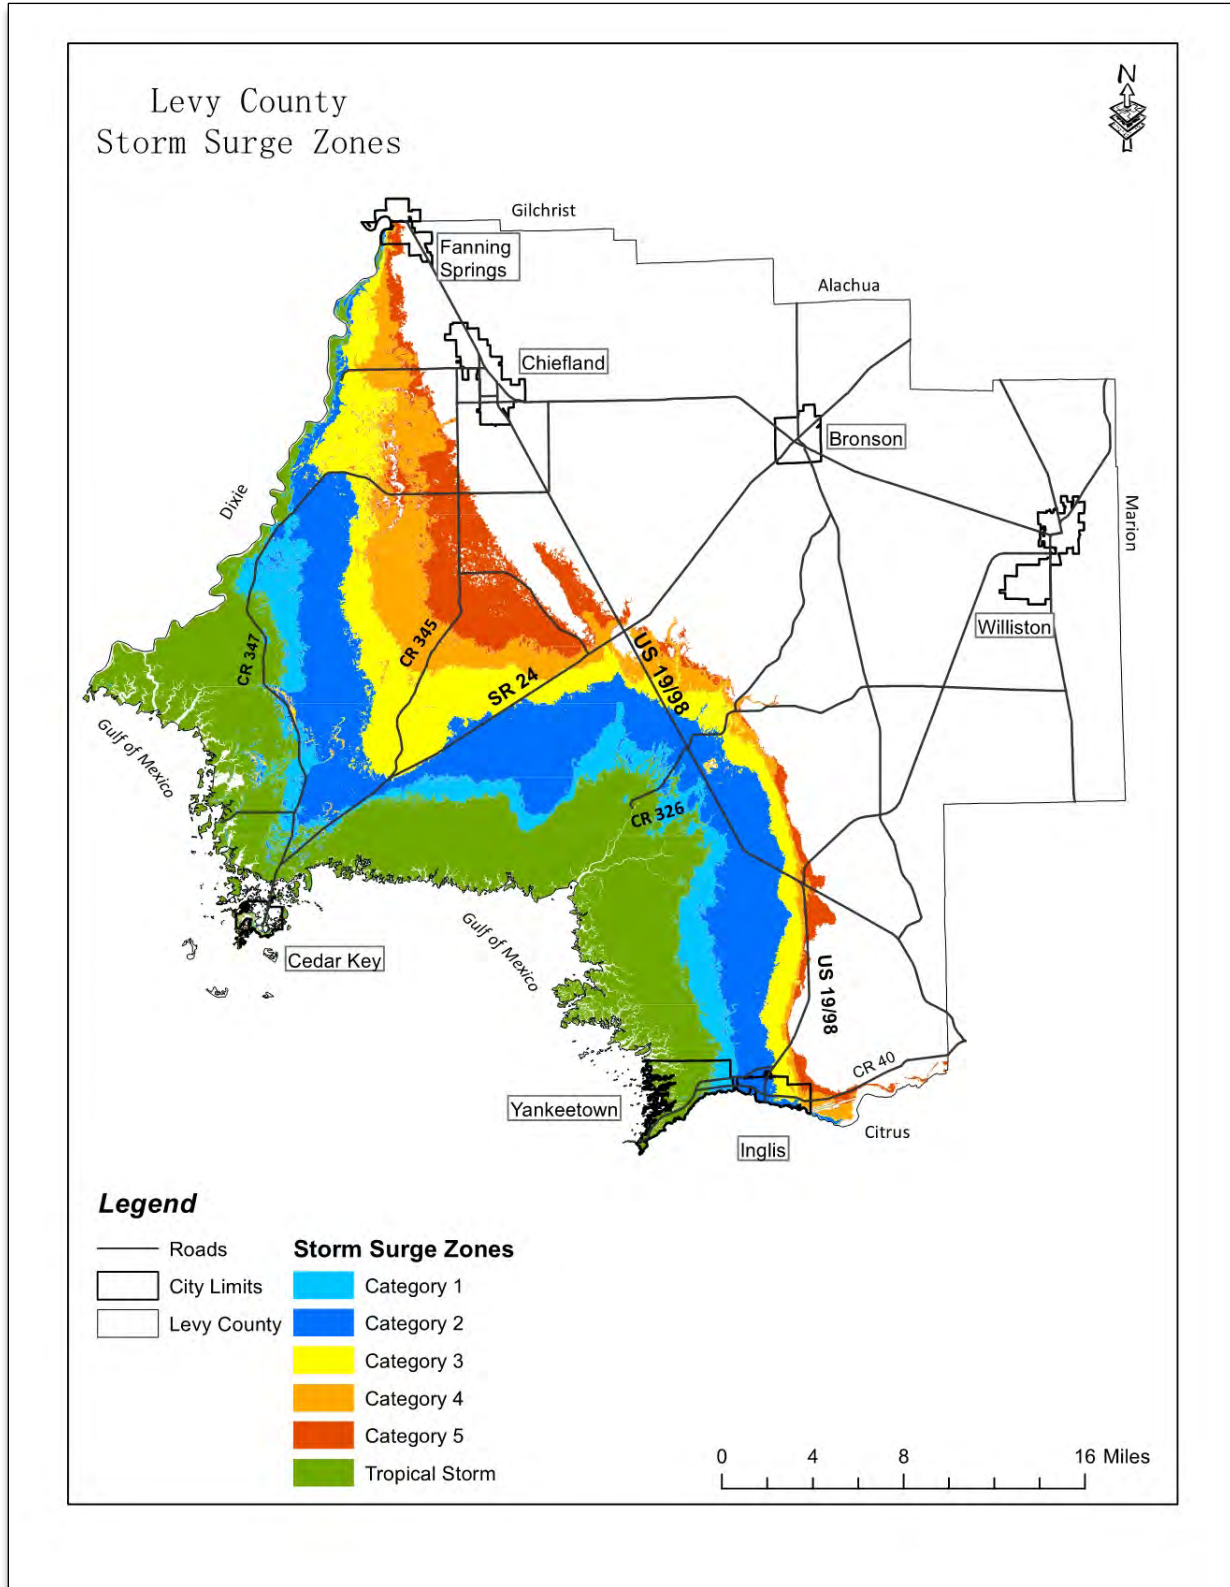 Levy County
Storm Surge Zones
N
Gilchrist
Fanning
Springs
Alachua
Chiefland
Bronson
Dixie
Marion
Williston
CR 347
CR 345
SR 24
US 19/98
Gulf of Mexico
CR 326
Gulf of Mexico
Cedar Key
US 19/98
CR 40
Yankeetown
Citrus
Inglis
Legend
Roads
City Limits
Levy County
Storm Surge Zones
Category 1
Category 2
Category 3
Category 4
Category 5
Tropical Storm
0 4 8 16 Miles